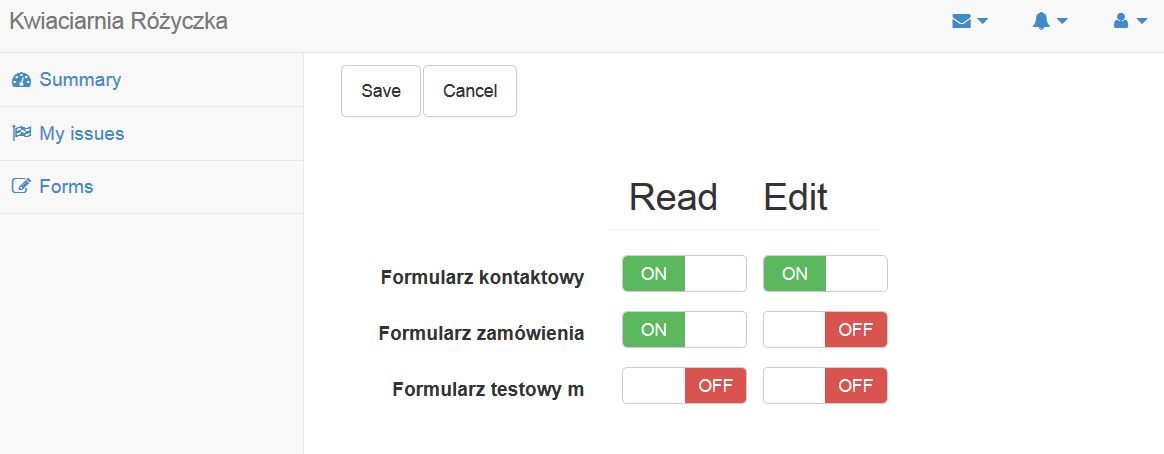 Kwiaciarnia Różyczka
Summary
My issues
Forms
Save Cancel
Read Edit
Formularz kontaktowy ON ON
Formularz zamówienia ON OFF
Formularz testowy m OFF OFF